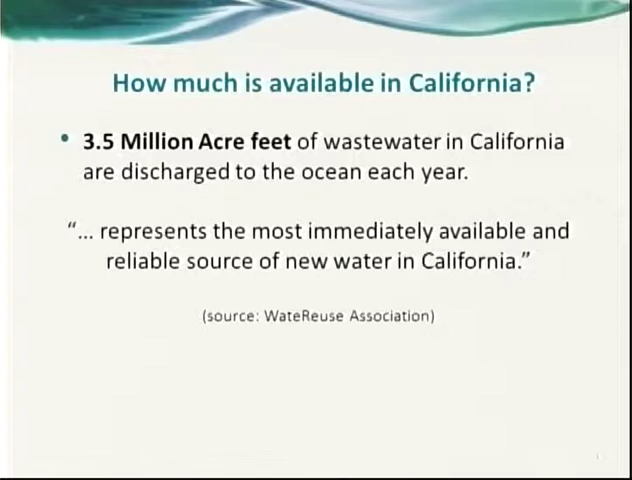 How much is available in California?
• 3.5 Million Acre feet of wastewater in California
are discharged to the ocean each year.
“... represents the most immediately available and
reliable source of new water in California.”
(source: WateReuse Association)